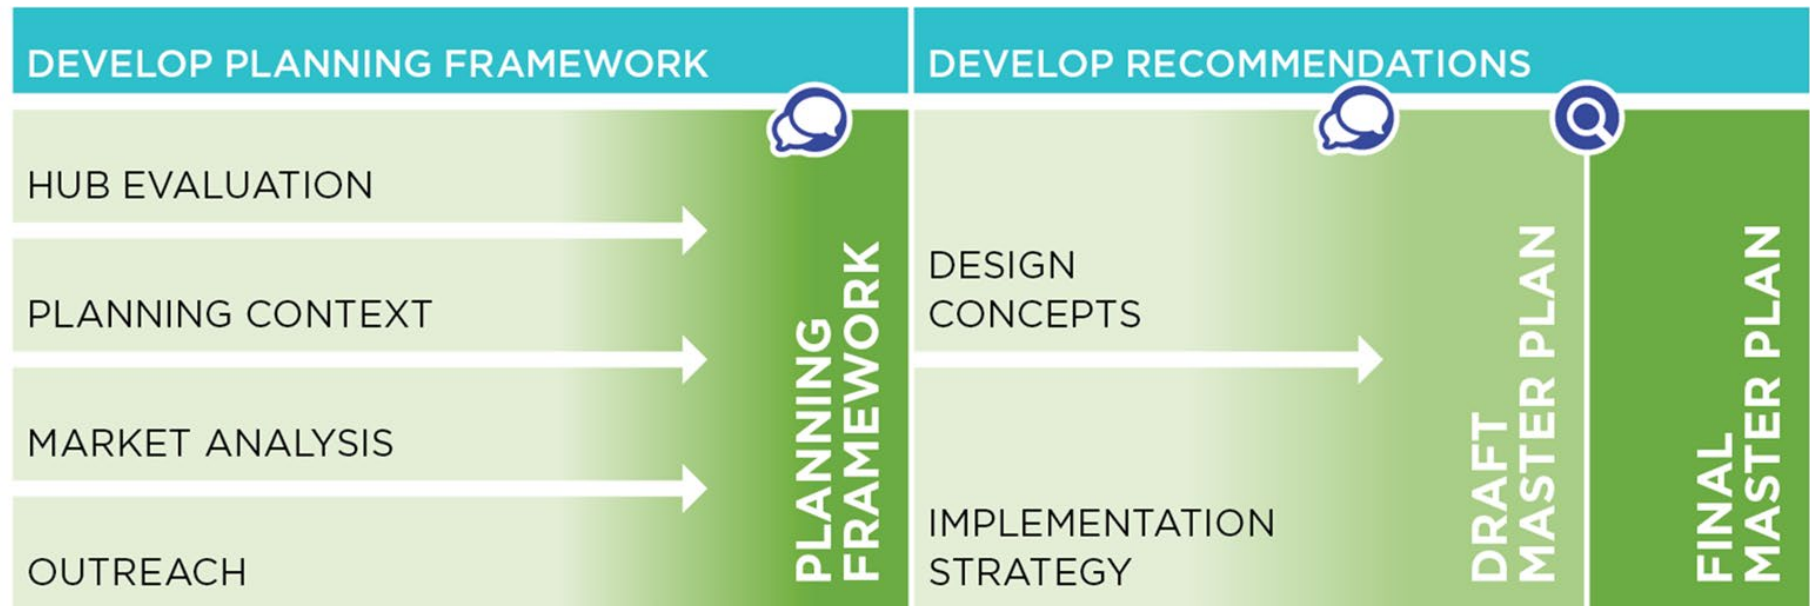 DEVELOP PLANNING FRAMEWORK
HUB EVALUATION
PLANNING CONTEXT
MARKET ANALYSIS
OUTREACH
PLANNING
FRAMEWORK
DEVELOP RECOMMENDATIONS
DESIGN
CONCEPTS
IMPLEMENTATION
STRATEGY
DRAFT
MASTER PLAN
FINAL
MASTER PLAN